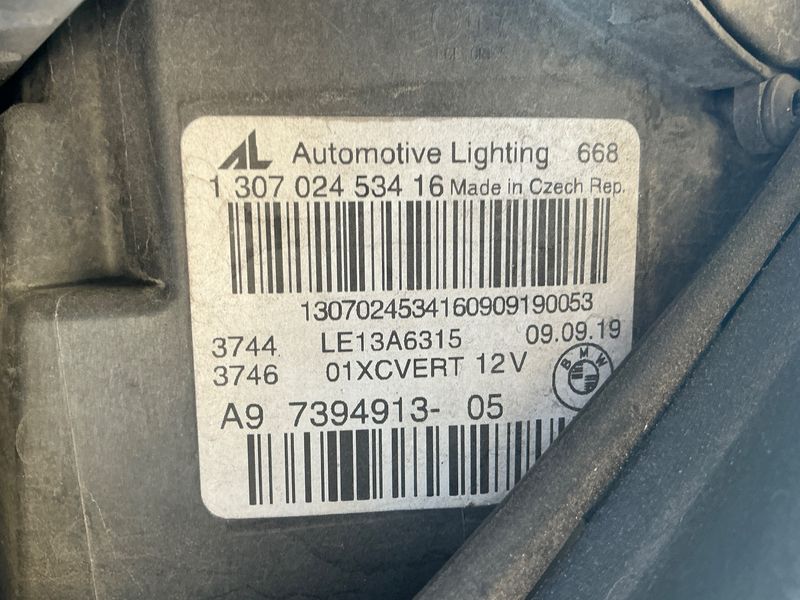 AL Automotive Lighting 668
1 307 024 534 16 Made in Czech Rep.
1307024534160909190053
3744 LE13A6315 09.09.19
3746 01XCVERT 12V
BMW
A9 7394913- 05